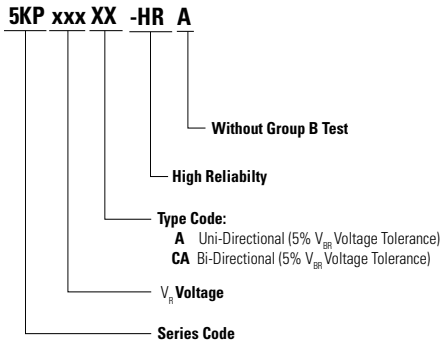 5KP xxx XX -HR A
Without Group B Test
High Reliabilty
Type Code:
A Uni-Directional (5% VBR Voltage Tolerance)
CA Bi-Directional (5% VBR Voltage Tolerance)
VR Voltage
Series Code